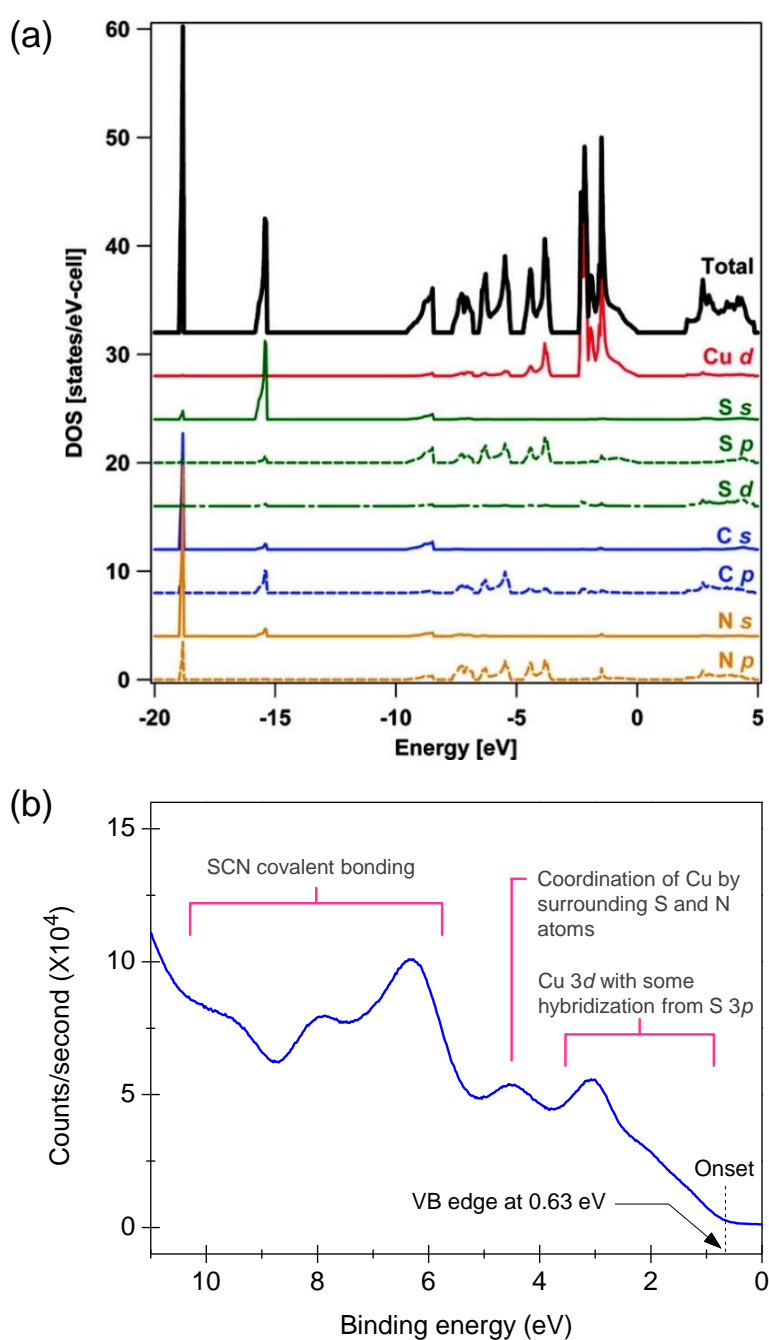 (a)
60
50
40
30
20
10
0
DOS [states/eV-cell]
Total
Cu d
S s
S p
S d
C s
C p
N s
N p
-20 -15 -10 -5 0 5
Energy [eV]
(b)
15
10
5
0
Counts/second (X10⁴)
SCN covalent bonding
Coordination of Cu by
surrounding S and N
atoms
Cu 3d with some
hybridization from S 3p
Onset
VB edge at 0.63 eV
10 8 6 4 2 0
Binding energy (eV)